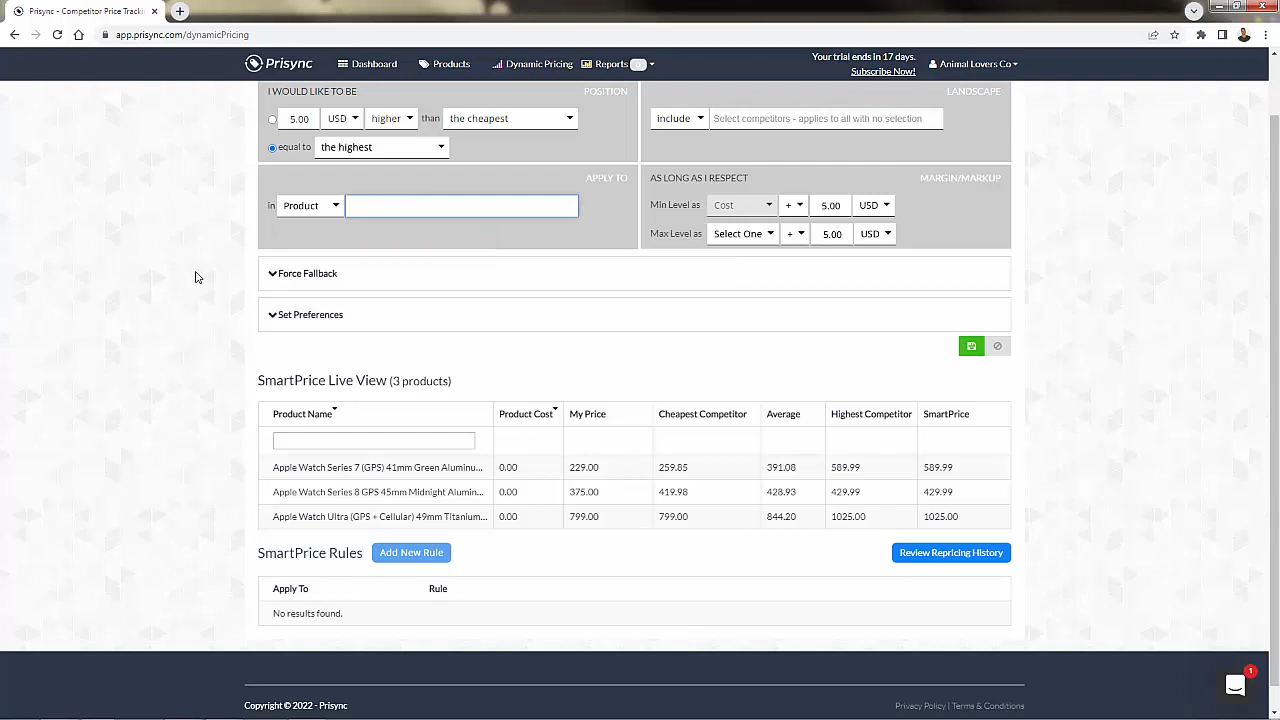 Prisync - Competitor Price Tracki
app.prisync.com/dynamicPricing
Prisync
Dashboard
Products
Dynamic Pricing
Reports
Your trial ends in 17 days.
Subscribe Now!
Animal Lovers Co
I WOULD LIKE TO BE
POSITION
LANDSCAPE
5.00 USD higher than the cheapest
include Select competitors - applies to all with no selection
equal to the highest
APPLY TO
AS LONG AS I RESPECT
MARGIN/MARKUP
in Product
Min Level as Cost + 5.00 USD
Max Level as Select One + 5.00 USD
Force Fallback
Set Preferences
SmartPrice Live View (3 products)
Product Name Product Cost My Price Cheapest Competitor Average Highest Competitor SmartPrice
Apple Watch Series 7 (GPS) 41mm Green Aluminu... 0.00 229.00 259.85 391.08 589.99 589.99
Apple Watch Series 8 GPS 45mm Midnight Alumin... 0.00 375.00 419.98 428.93 429.99 429.99
Apple Watch Ultra (GPS + Cellular) 49mm Titanium... 0.00 799.00 799.00 844.20 1025.00 1025.00
SmartPrice Rules
Add New Rule
Review Repricing History
Apply To Rule
No results found.
1
Copyright © 2022 - Prisync
Privacy Policy | Terms & Conditions